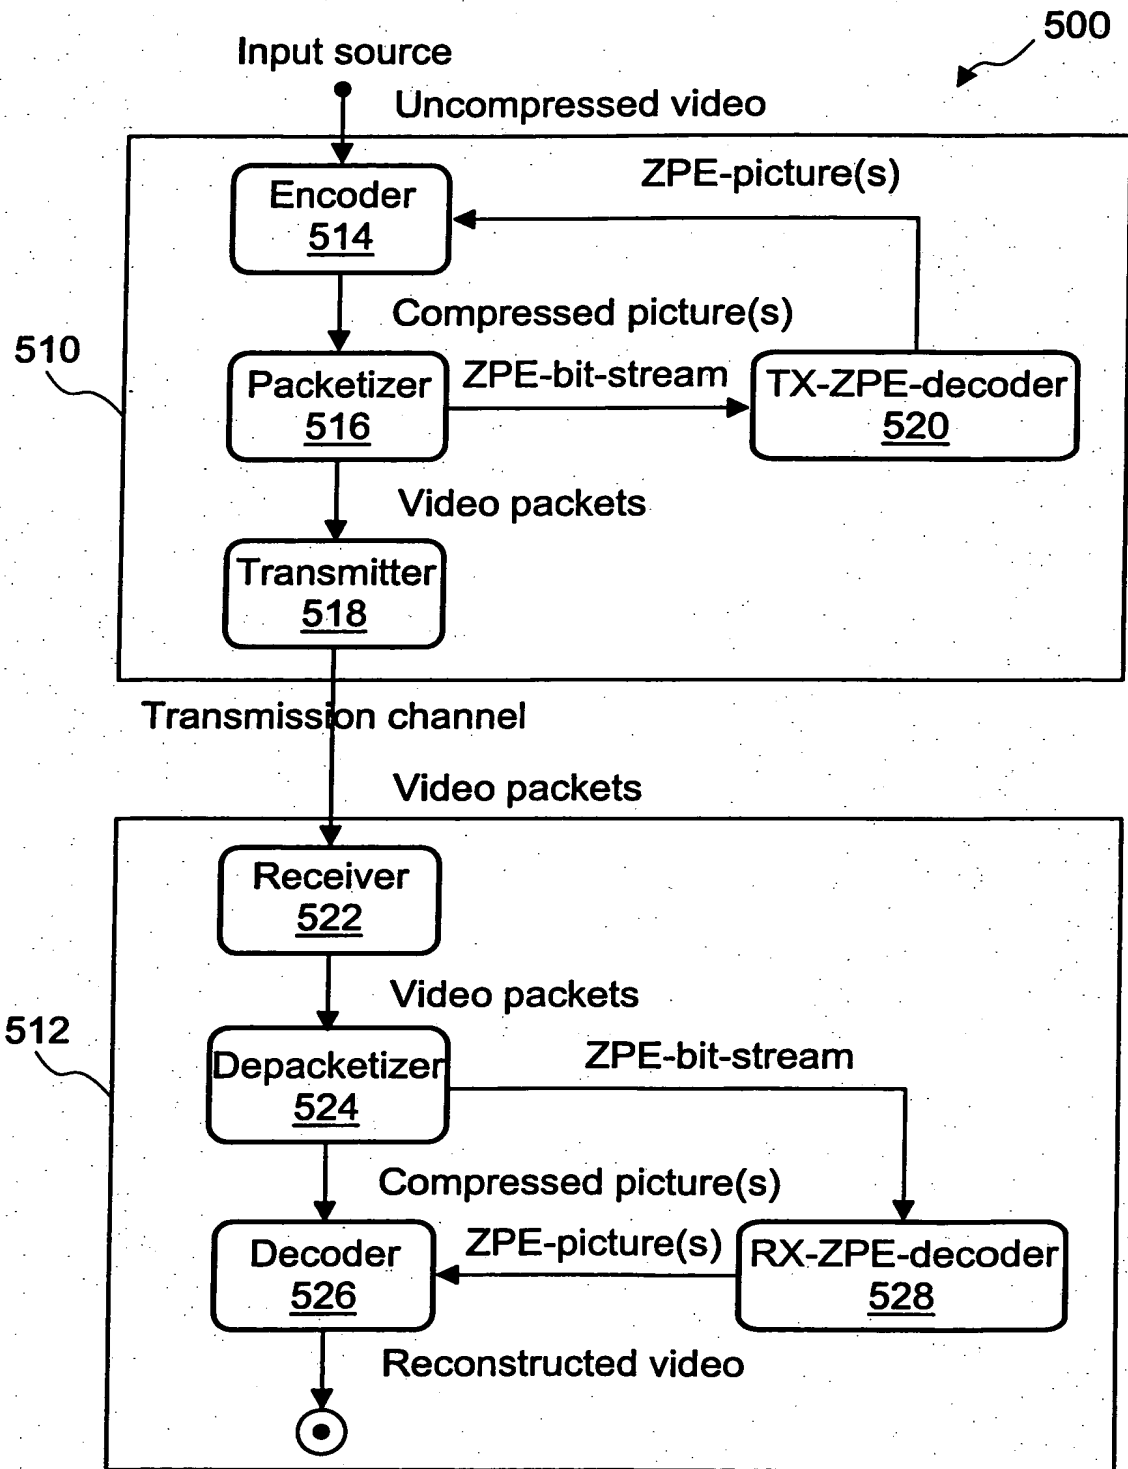 500
Input source
Uncompressed video
ZPE-picture(s)
Encoder
514
Compressed picture(s)
510
Packetizer
516
ZPE-bit-stream
TX-ZPE-decoder
520
Video packets
Transmitter
518
Transmission channel
Video packets
Receiver
522
Video packets
512
Depacketizer
524
ZPE-bit-stream
Compressed picture(s)
Decoder
526
ZPE-picture(s)
RX-ZPE-decoder
528
Reconstructed video